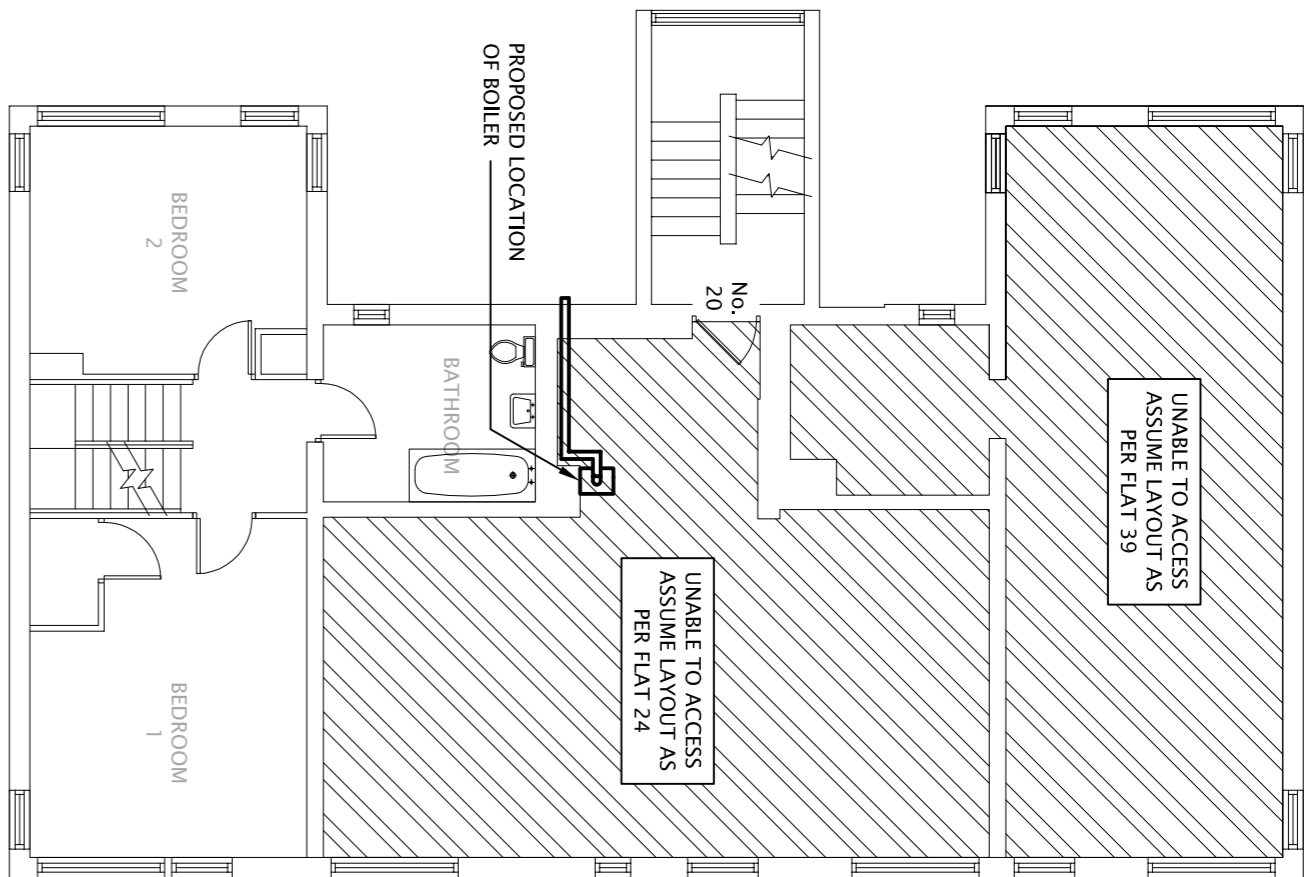 PROPOSED LOCATION
OF BOILER
No.
20
UNABLE TO ACCESS
ASSUME LAYOUT AS
PER FLAT 39
BEDROOM
2
BATHROOM
UNABLE TO ACCESS
ASSUME LAYOUT AS
PER FLAT 24
BEDROOM
1